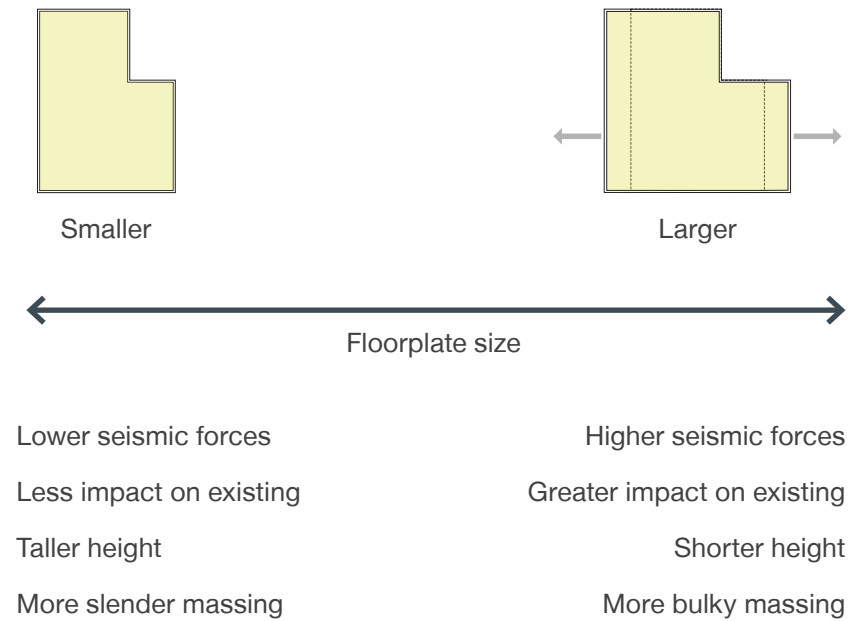 Smaller
Larger
Floorplate size
Lower seismic forces
Higher seismic forces
Less impact on existing
Greater impact on existing
Taller height
Shorter height
More slender massing
More bulky massing